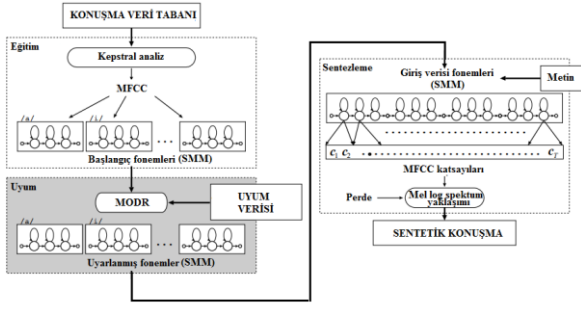 KONUŞMA VERİ TABANI
Eğitim
Kepstral analiz
MFCC
/a/
/i/
Başlangıç fonemleri (SMM)
Uyum
MODR
UYUM
VERİSİ
/a/
/i/
Uyarlanmış fonemler (SMM)
Sentezleme
Giriş verisi fonemleri
(SMM)
Metin
c1 c2 cT
MFCC katsayıları
Perde
Mel log spektum
yaklaşımı
SENTETİK KONUŞMA